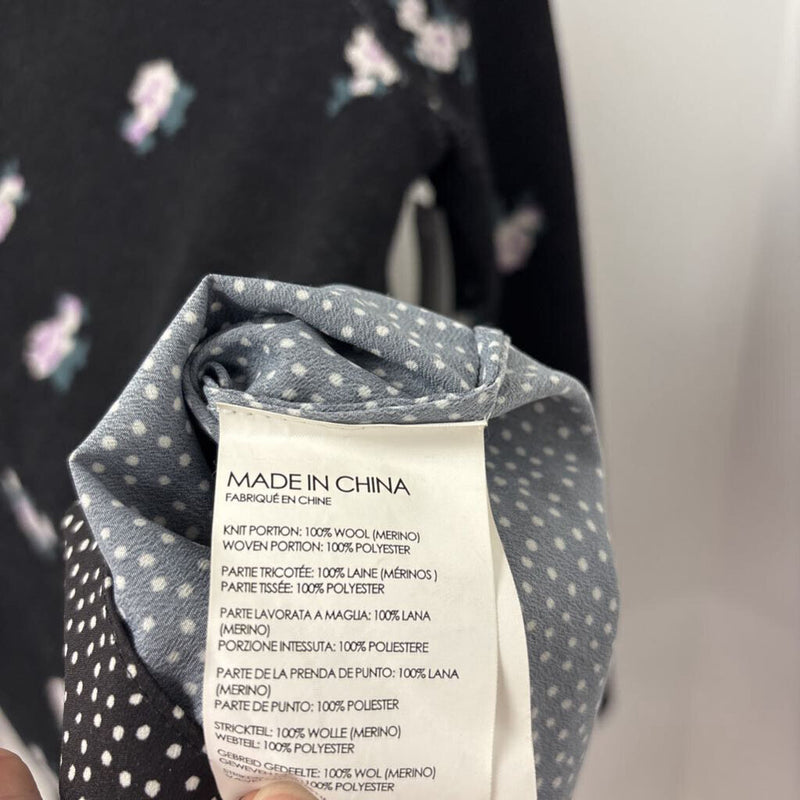 MADE IN CHINA
FABRIQUÉ EN CHINE
KNIT PORTION: 100% WOOL (MERINO)
WOVEN PORTION: 100% POLYESTER
PARTIE TRICOTÉE: 100% LAINE (MÉRINOS )
PARTIE TISSÉE: 100% POLYESTER
PARTE LAVORATA A MAGLIA: 100% LANA
(MERINO)
PORZIONE INTESSUTA: 100% POLIESTERE
PARTE DE LA PRENDA DE PUNTO: 100% LANA
(MERINO)
PARTE DE PUNTO: 100% POLIESTER
STRICKTEIL: 100% WOLLE (MERINO)
WEBTEIL: 100% POLYESTER
GEBREID GEDEELTE: 100% WOL (MERINO)